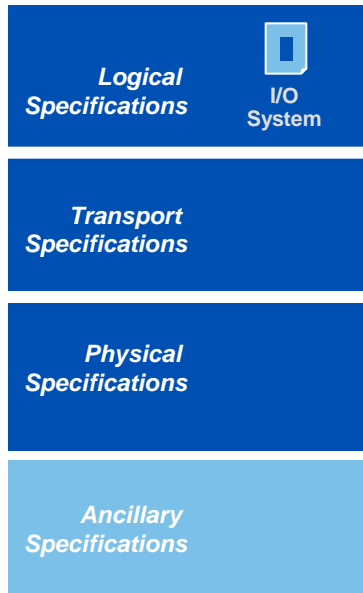 Logical
Specifications
I/O
System
Transport
Specifications
Physical
Specifications
Ancillary
Specifications